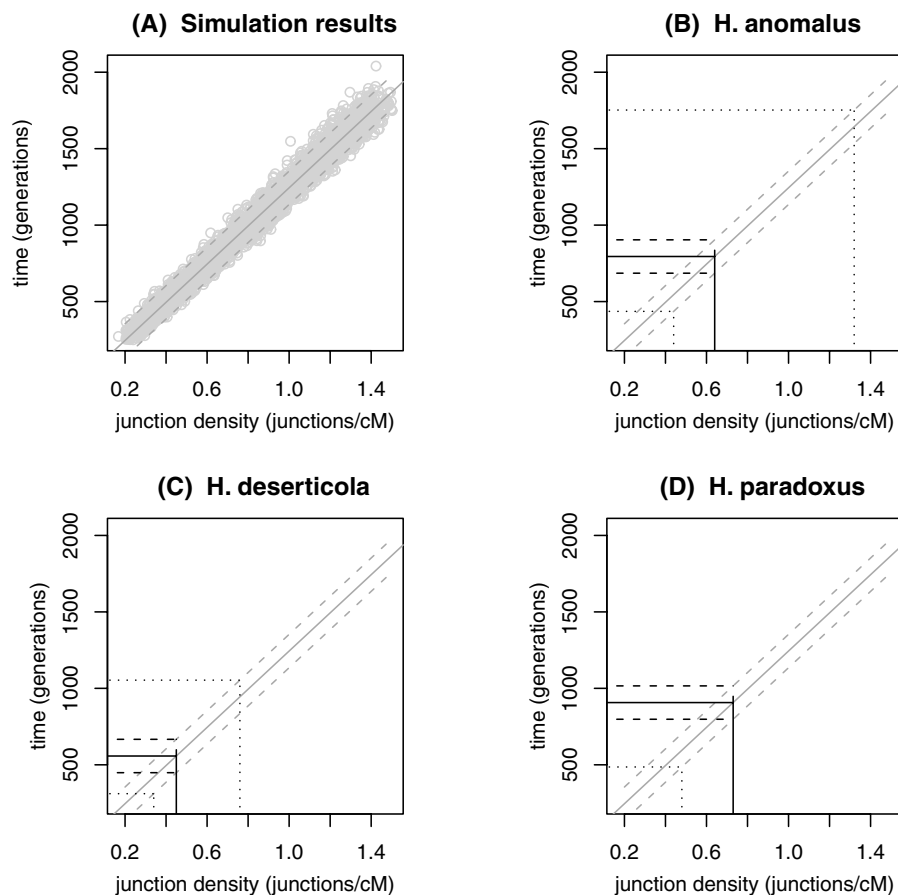 (A) Simulation results
time (generations)
2000
1500
1000
500
0.2 0.6 1.0 1.4
junction density (junctions/cM)
(B) H. anomalus
time (generations)
2000
1500
1000
500
0.2 0.6 1.0 1.4
junction density (junctions/cM)
(C) H. deserticola
time (generations)
2000
1500
1000
500
0.2 0.6 1.0 1.4
junction density (junctions/cM)
(D) H. paradoxus
time (generations)
2000
1500
1000
500
0.2 0.6 1.0 1.4
junction density (junctions/cM)